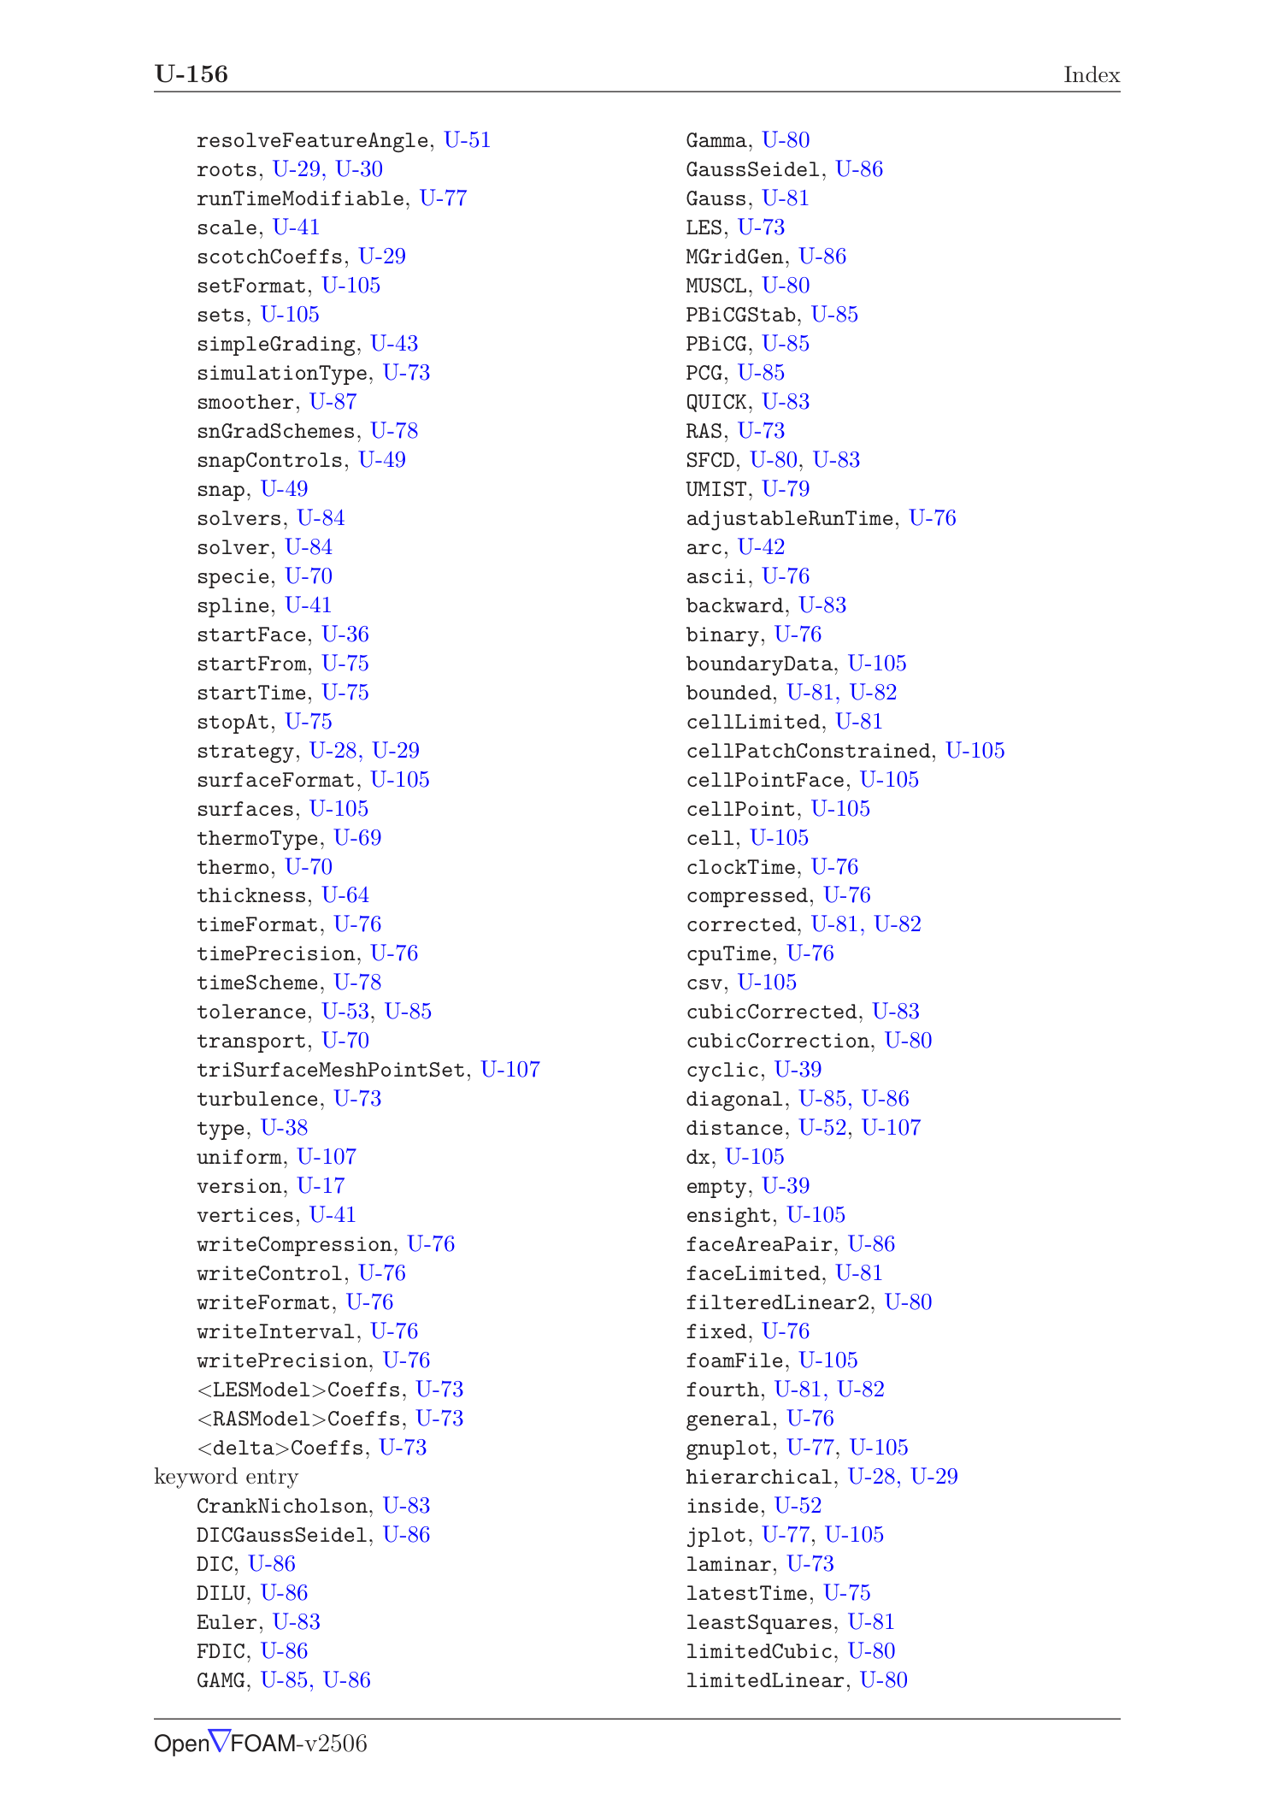 U-156
Index
resolveFeatureAngle, U-51
roots, U-29, U-30
runTimeModifiable, U-77
scale, U-41
scotchCoeffs, U-29
setFormat, U-105
sets, U-105
simpleGrading, U-43
simulationType, U-73
smoother, U-87
snGradSchemes, U-78
snapControls, U-49
snap, U-49
solvers, U-84
solver, U-84
specie, U-70
spline, U-41
startFace, U-36
startFrom, U-75
startTime, U-75
stopAt, U-75
strategy, U-28, U-29
surfaceFormat, U-105
surfaces, U-105
thermoType, U-69
thermo, U-70
thickness, U-64
timeFormat, U-76
timePrecision, U-76
timeScheme, U-78
tolerance, U-53, U-85
transport, U-70
triSurfaceMeshPointSet, U-107
turbulence, U-73
type, U-38
uniform, U-107
version, U-17
vertices, U-41
writeCompression, U-76
writeControl, U-76
writeFormat, U-76
writeInterval, U-76
writePrecision, U-76
<LESModel>Coeffs, U-73
<RASModel>Coeffs, U-73
<delta>Coeffs, U-73
keyword entry
CrankNicholson, U-83
DICGaussSeidel, U-86
DIC, U-86
DILU, U-86
Euler, U-83
FDIC, U-86
GAMG, U-85, U-86
Gamma, U-80
GaussSeidel, U-86
Gauss, U-81
LES, U-73
MGridGen, U-86
MUSCL, U-80
PBiCGStab, U-85
PBiCG, U-85
PCG, U-85
QUICK, U-83
RAS, U-73
SFCD, U-80, U-83
UMIST, U-79
adjustableRunTime, U-76
arc, U-42
ascii, U-76
backward, U-83
binary, U-76
boundaryData, U-105
bounded, U-81, U-82
cellLimited, U-81
cellPatchConstrained, U-105
cellPointFace, U-105
cellPoint, U-105
cell, U-105
clockTime, U-76
compressed, U-76
corrected, U-81, U-82
cpuTime, U-76
csv, U-105
cubicCorrected, U-83
cubicCorrection, U-80
cyclic, U-39
diagonal, U-85, U-86
distance, U-52, U-107
dx, U-105
empty, U-39
ensight, U-105
faceAreaPair, U-86
faceLimited, U-81
filteredLinear2, U-80
fixed, U-76
foamFile, U-105
fourth, U-81, U-82
general, U-76
gnuplot, U-77, U-105
hierarchical, U-28, U-29
inside, U-52
jplot, U-77, U-105
laminar, U-73
latestTime, U-75
leastSquares, U-81
limitedCubic, U-80
limitedLinear, U-80
Open▽FOAM-v2506